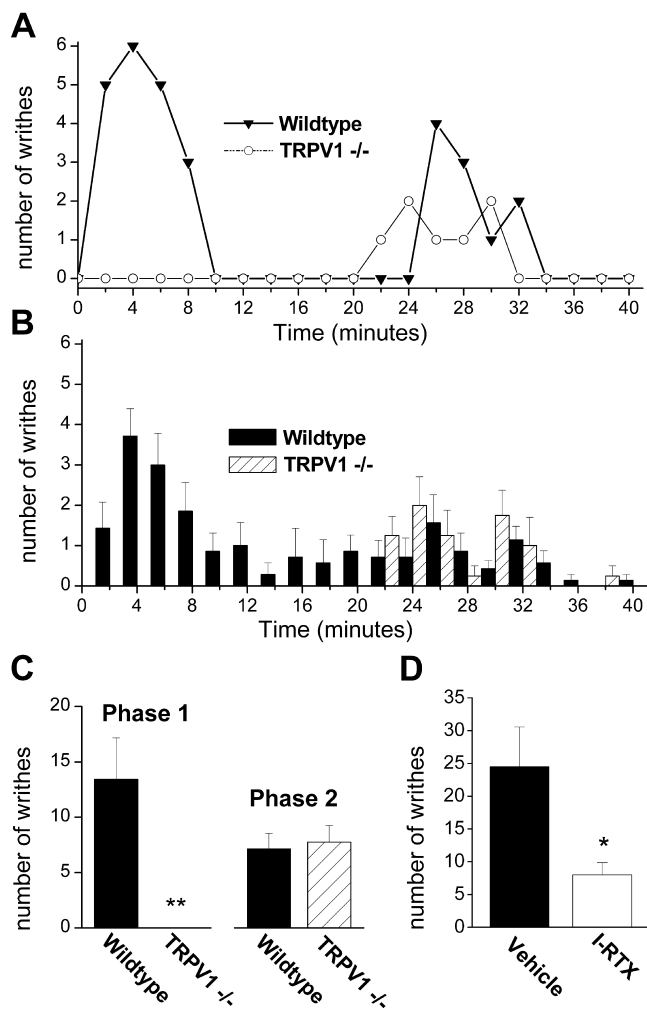 A
number of writhes
6
5
4
3
2
1
0
Wildtype
TRPV1 -/-
0 4 8 12 16 20 24 28 32 36 40
Time (minutes)
B
number of writhes
6
5
4
3
2
1
0
Wildtype
TRPV1 -/-
0 4 8 12 16 20 24 28 32 36 40
Time (minutes)
C
number of writhes
20
15
10
5
0
Phase 1
**
Phase 2
Wildtype
TRPV1 -/-
Wildtype
TRPV1 -/-
D
number of writhes
35
30
25
20
15
10
5
0
*
Vehicle
I-RTX